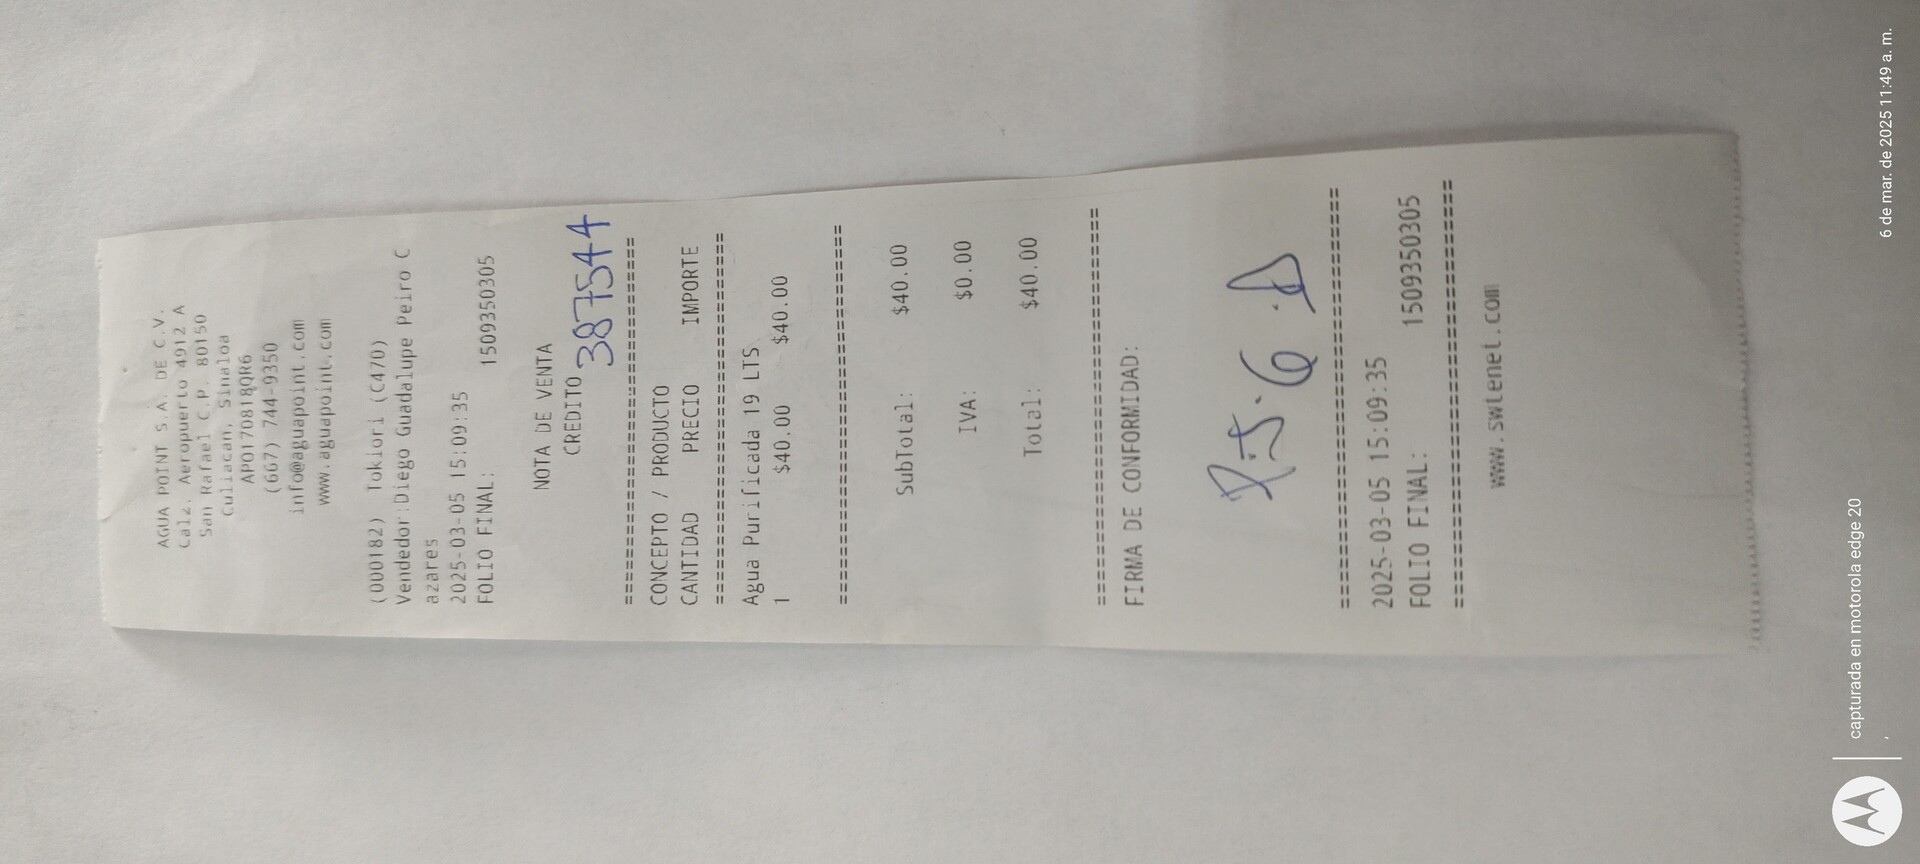 AGUA POINT S.A. DE C.V.
Calz. Aeropuerto 4912 A
San Rafael C.P. 80150
Culiacan, Sinaloa
APO170818QR6
(667) 744-9350
info@aguapoint.com
www.aguapoint.com
(000182) Tokiori (C470)
Vendedor:Diego Guadalupe Peiro C
azares
2025-03-05 15:09:35
FOLIO FINAL: 150935030​5
NOTA DE VENTA
CREDITO
387544
================================
CONCEPTO / PRODUCTO
CANTIDAD PRECIO IMPORTE
================================
Agua Purificada 19 LTS
1 $40.00 $40.00
================================
SubTotal: $40.00
IVA: $0.00
Total: $40.00
================================
FIRMA DE CONFORMIDAD:
================================
2025-03-05 15:09:35
FOLIO FINAL: 1509350305
================================
www.swtenet.com
capturada en motorola edge 20
6 de mar. de 2025 11:49 a. m.